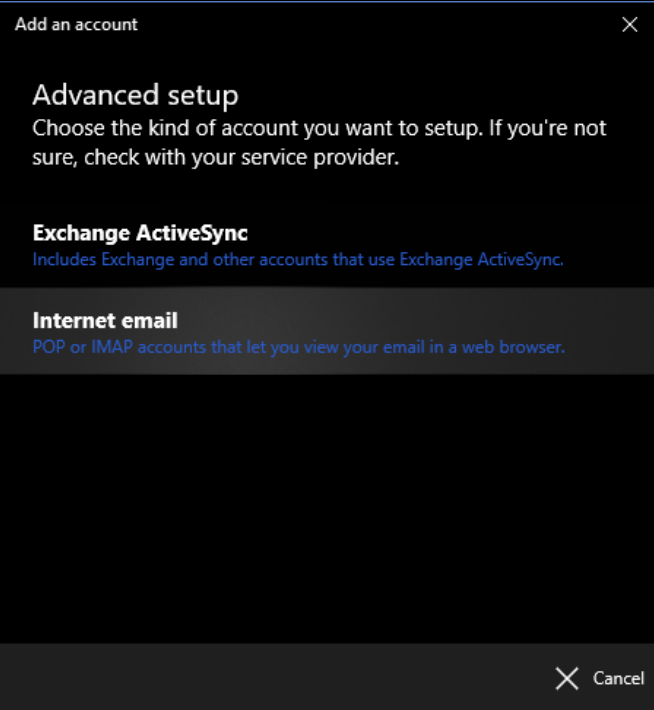 Add an account
Advanced setup
Choose the kind of account you want to setup. If you're not
sure, check with your service provider.
Exchange ActiveSync
Includes Exchange and other accounts that use Exchange ActiveSync.
Internet email
POP or IMAP accounts that let you view your email in a web browser.
Cancel